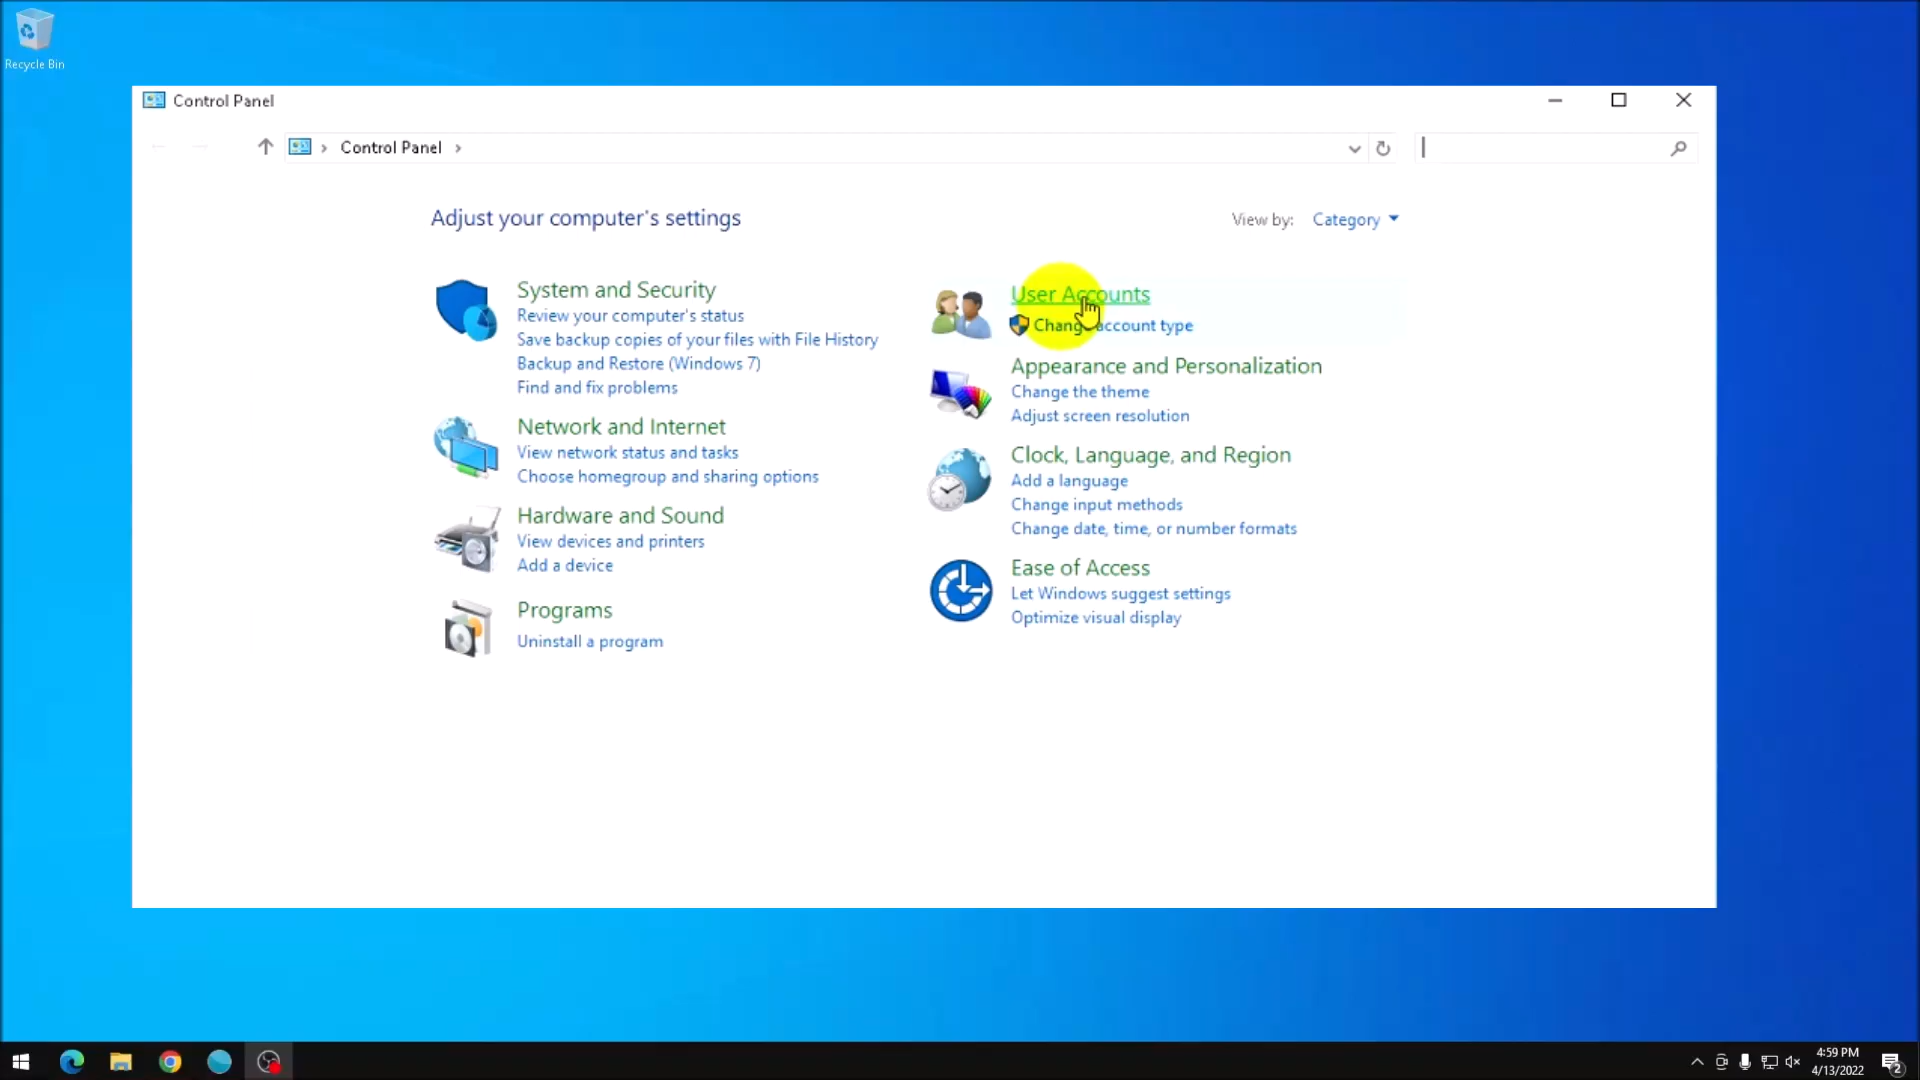 Recycle Bin
Control Panel
Control Panel
Adjust your computer's settings
View by: Category
System and Security
Review your computer's status
Save backup copies of your files with File History
Backup and Restore (Windows 7)
Find and fix problems
Network and Internet
View network status and tasks
Choose homegroup and sharing options
Hardware and Sound
View devices and printers
Add a device
Programs
Uninstall a program
User Accounts
Change account type
Appearance and Personalization
Change the theme
Adjust screen resolution
Clock, Language, and Region
Add a language
Change input methods
Change date, time, or number formats
Ease of Access
Let Windows suggest settings
Optimize visual display
4:59 PM
4/13/2022
2